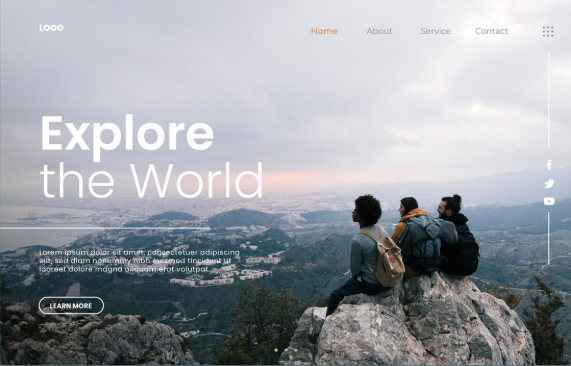 LOGO
Home About Service Contact
Explore
the World
Lorem ipsum dolor sit amet, consectetuer adipiscing
elit, sed diam nonummy nibh euismod tincidunt ut
laoreet dolore magna aliquam erat volutpat.
LEARN MORE